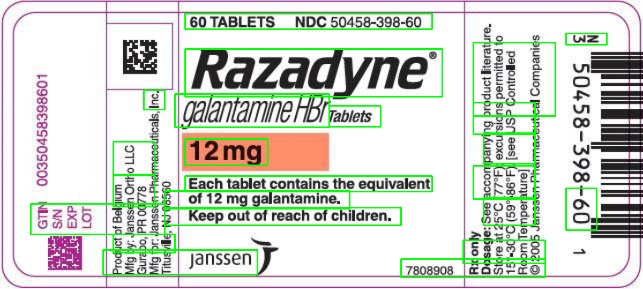 60 TABLETS NDC 50458-398-60
Razadyne®
galantamine HBr Tablets
12 mg
Each tablet contains the equivalent
of 12 mg galantamine.
Keep out of reach of children.
janssen
7808908
00350458398601
GTIN
S/N
EXP
LOT
Product of Belgium
Mfg by: Janssen Ortho LLC
Gurabo, PR 00778
Mfg for: Janssen Pharmaceuticals, Inc.
Titusville, NJ 08560
Rx only
Dosage: See accompanying product literature.
Store at 25°C (77°F) excursions permitted to
15°-30°C (59°-86°F) [see USP Controlled
Room Temperature]
© 2005 Janssen Pharmaceutical Companies
N
3
50458-398-60
1